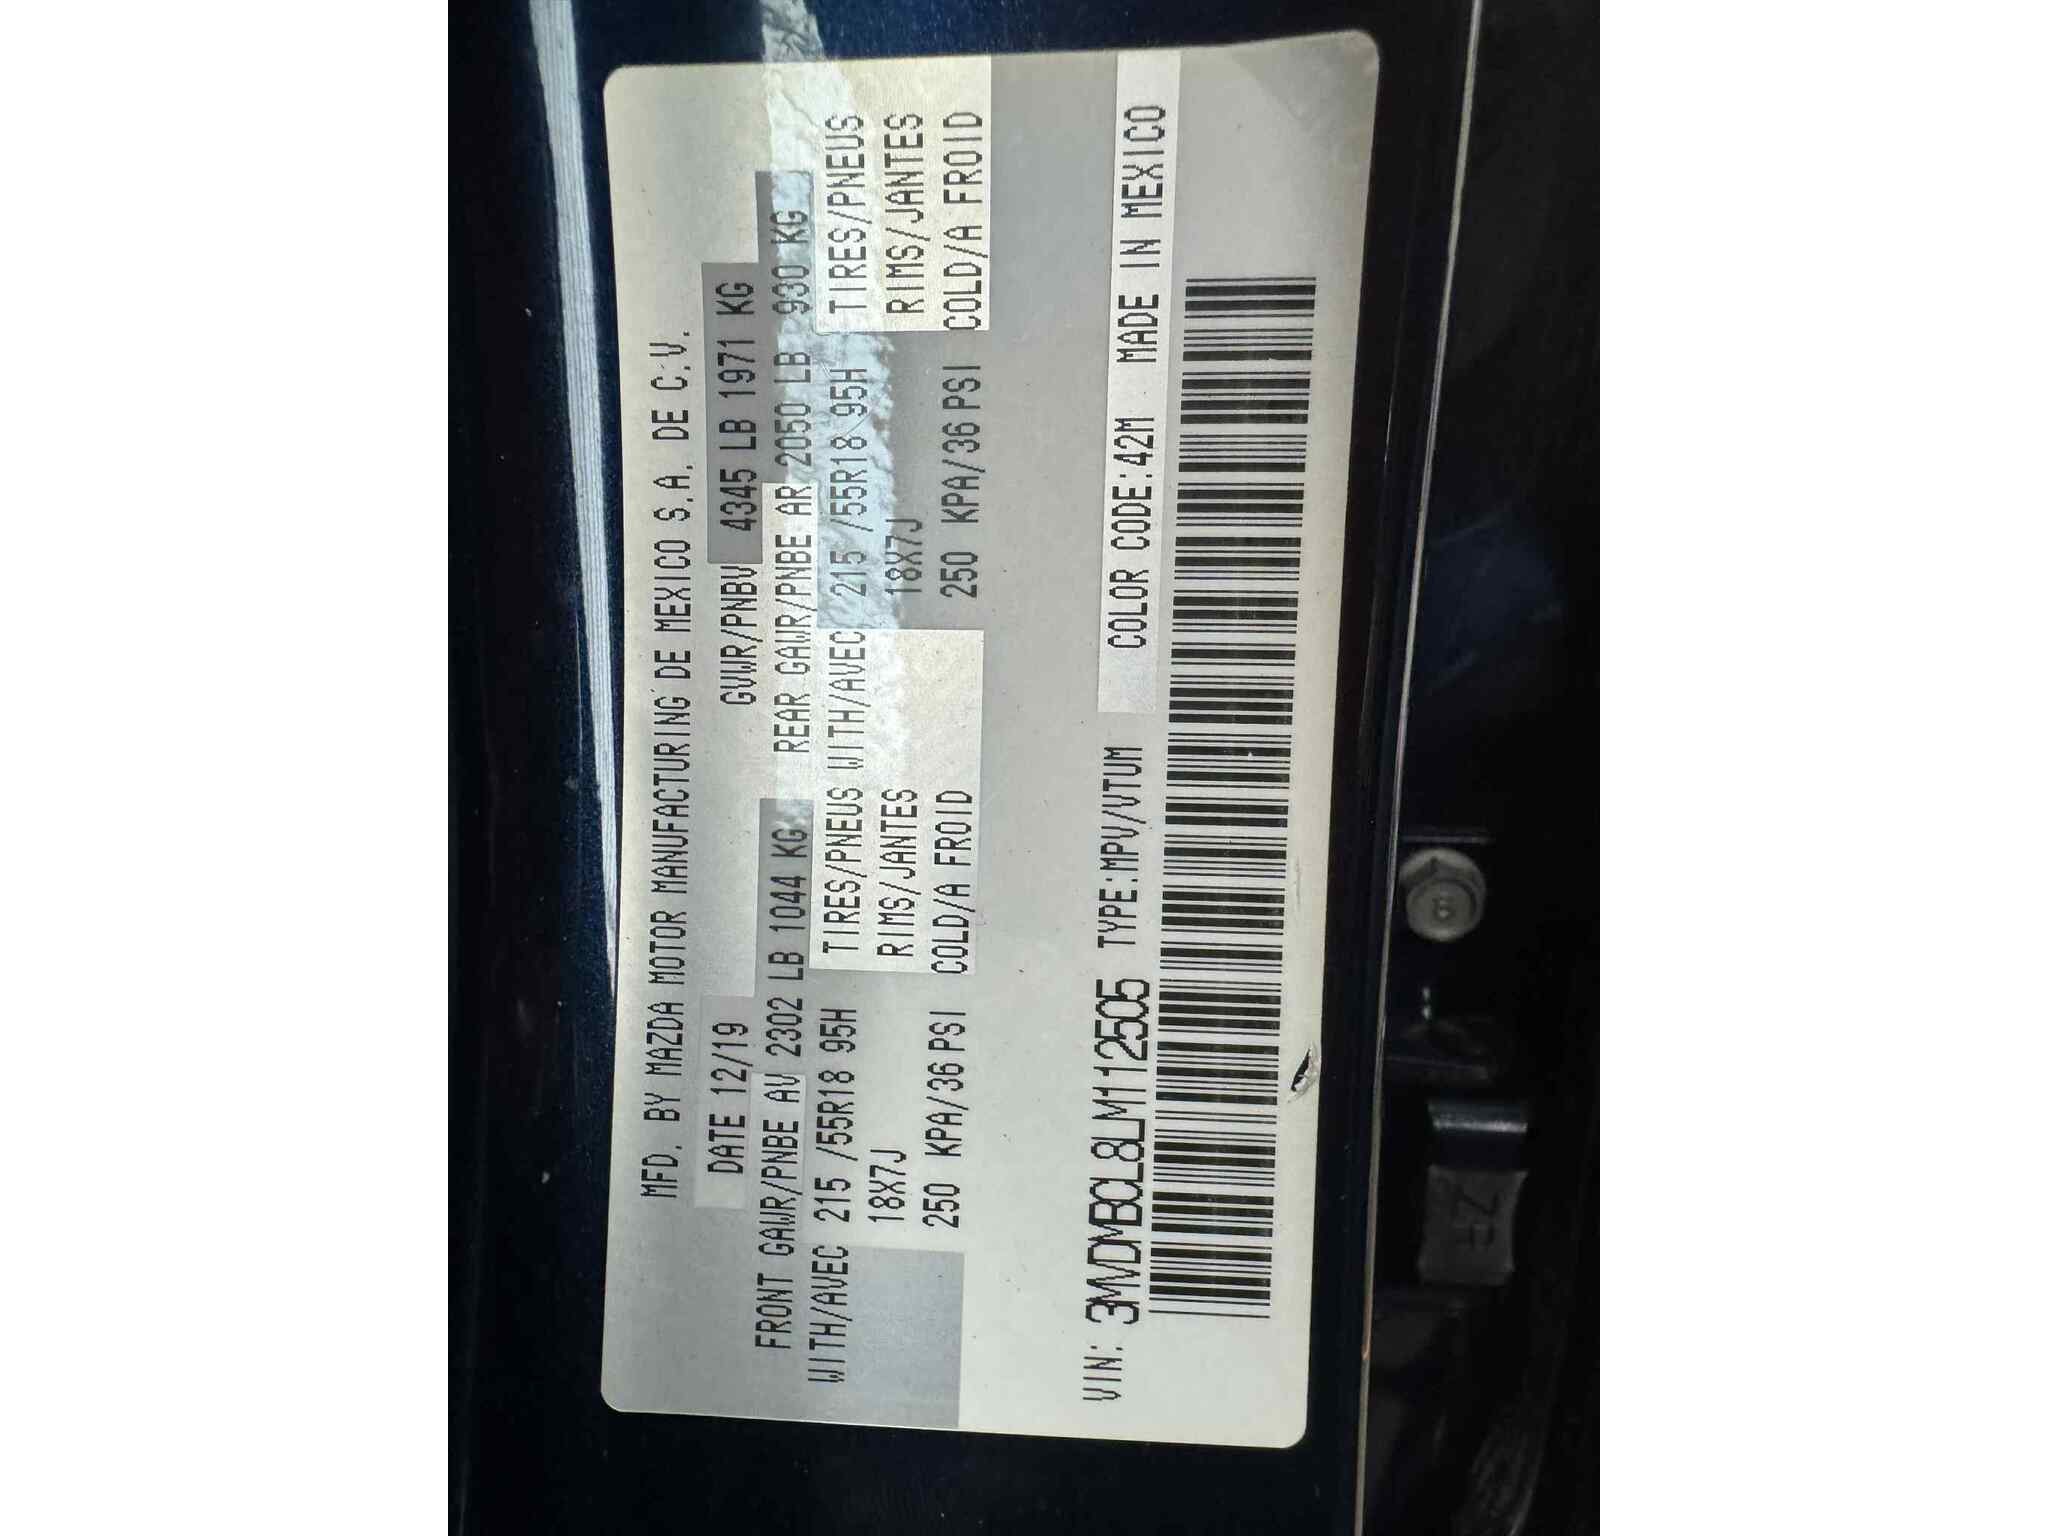 MFD. BY MAZDA MOTOR MANUFACTURING DE MEXICO S.A. DE C.V.
DATE 12/19 GVWR/PNBV 4345 LB 1971 KG
FRONT GAWR/PNBE AV 2302 LB 1044 KG REAR GAWR/PNBE AR 2050 LB 930 KG
WITH/AVEC 215 /55R18 95H TIRES/PNEUS WITH/AVEC 215 /55R18 95H TIRES/PNEUS
18X7J RIMS/JANTES 18X7J RIMS/JANTES
250 KPA/36 PSI COLD/A FROID 250 KPA/36 PSI COLD/A FROID
VIN: 3MVDMBCL8LM112505 TYPE:MPV/VTUM COLOR CODE:42M MADE IN MEXICO